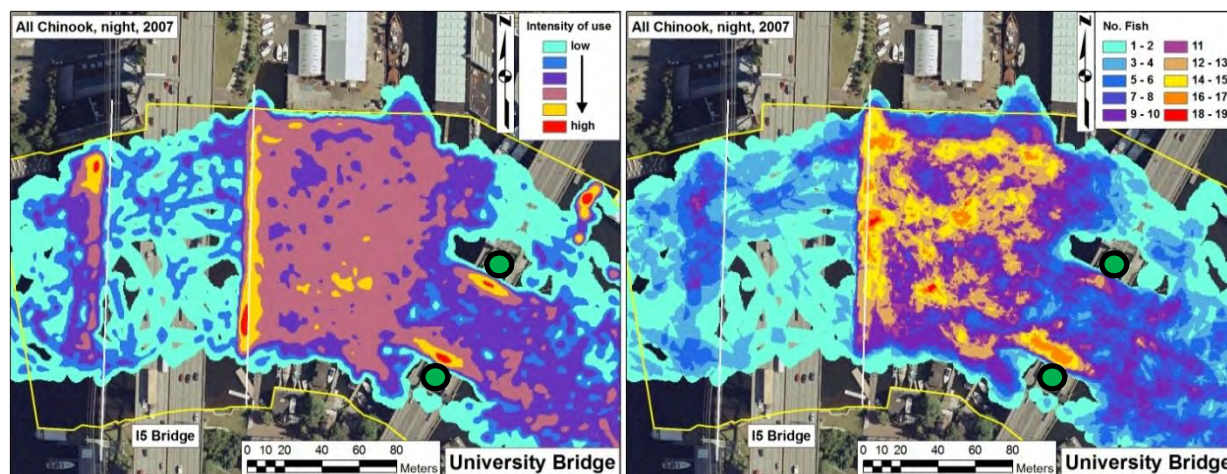 All Chinook, night, 2007
Intensity of use
low
high
N
I5 Bridge
0 10 20 40 60 80
Meters
University Bridge
All Chinook, night, 2007
No. Fish
1 - 2
3 - 4
5 - 6
7 - 8
9 - 10
11
12 - 13
14 - 15
16 - 17
18 - 19
N
I5 Bridge
0 10 20 40 60 80
Meters
University Bridge